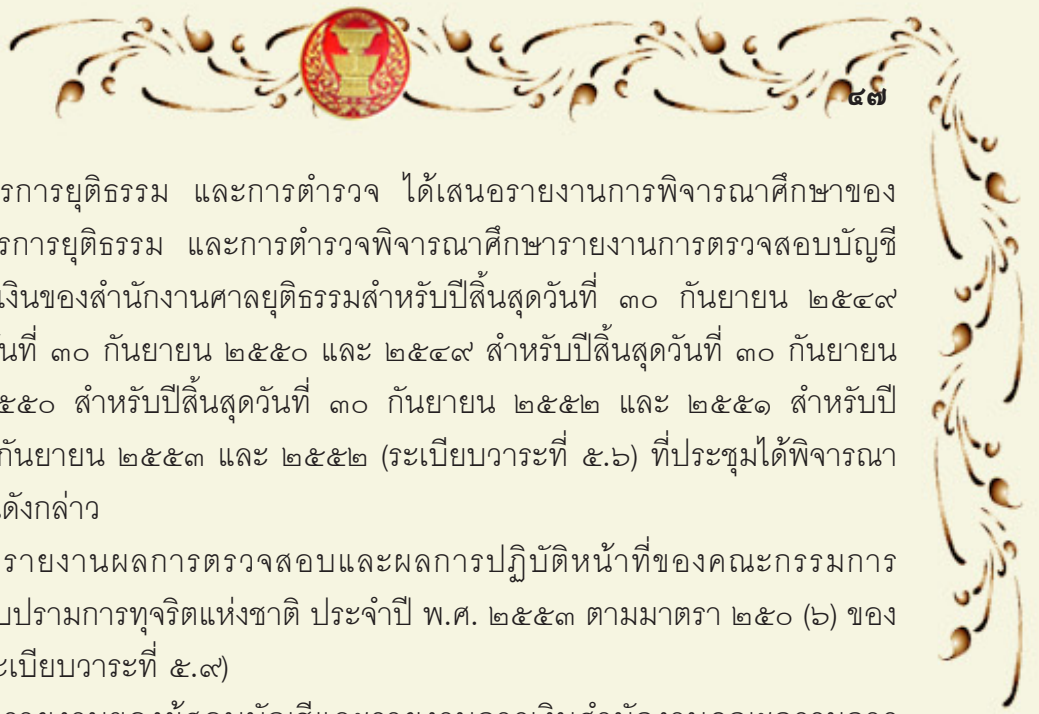 ๔๗
รการยุติธรรม และการตำรวจ ได้เสนอรายงานการพิจารณาศึกษาของ
รการยุติธรรม และการตำรวจพิจารณาศึกษารายงานการตรวจสอบบัญชี
เงินของสำนักงานศาลยุติธรรมสำหรับปีสิ้นสุดวันที่ ๓๐ กันยายน ๒๕๔๙
ันที่ ๓๐ กันยายน ๒๕๕๐ และ ๒๕๔๙ สำหรับปีสิ้นสุดวันที่ ๓๐ กันยายน
๕๕๐ สำหรับปีสิ้นสุดวันที่ ๓๐ กันยายน ๒๕๕๒ และ ๒๕๕๑ สำหรับปี
กันยายน ๒๕๕๓ และ ๒๕๕๒ (ระเบียบวาระที่ ๕.๖) ที่ประชุมได้พิจารณา
ดังกล่าว
รายงานผลการตรวจสอบและผลการปฏิบัติหน้าที่ของคณะกรรมการ
บปรามการทุจริตแห่งชาติ ประจำปี พ.ศ. ๒๕๕๓ ตามมาตรา ๒๕๐ (๖) ของ
ะเบียบวาระที่ ๕.๙)